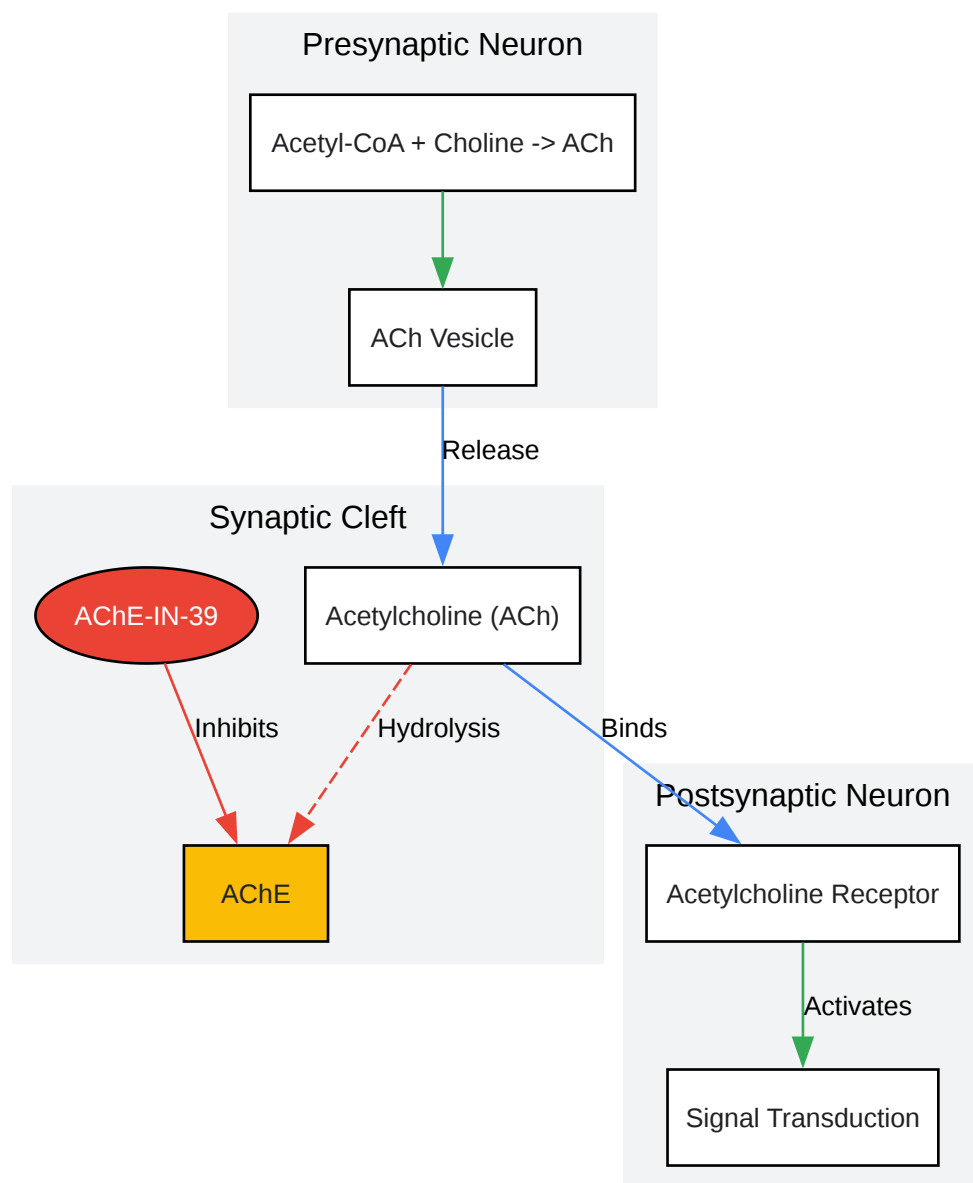 Presynaptic Neuron
Acetyl-CoA + Choline -> ACh
ACh Vesicle
Release
Synaptic Cleft
AChE-IN-39
Acetylcholine (ACh)
Inhibits
Hydrolysis
Binds
Postsynaptic Neuron
AChE
Acetylcholine Receptor
Activates
Signal Transduction